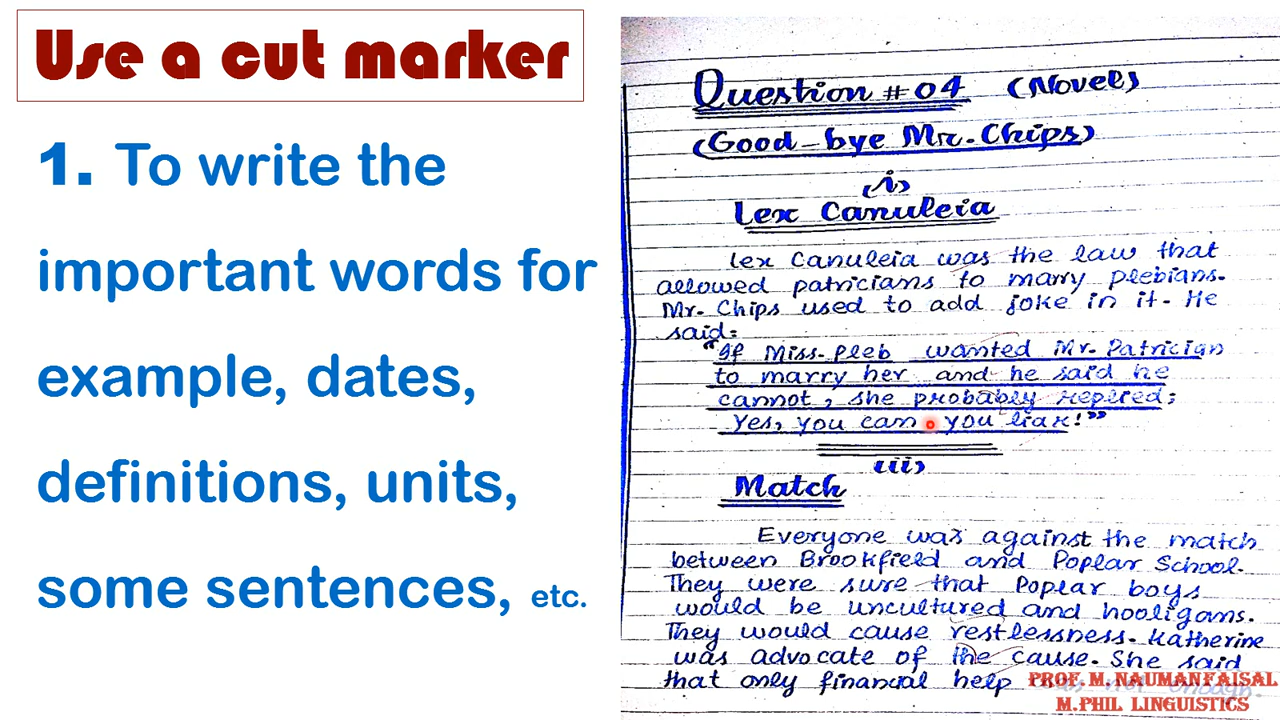 Use a cut marker
1. To write the
important words for
example, dates,
definitions, units,
some sentences, etc.
Question # 04 (Novel)
(Good-bye Mr. Chips)
(i)
Lex Canuleia
Lex Canuleia was the law that
allowed patricians to marry plebians.
Mr. Chips used to add joke in it. He
said:
"If Miss. Pleb wanted Mr. Patrician
to marry her and he said he
cannot, she probably replied;
Yes, you can you liar!"
(ii)
Match
Everyone was against the match
between Brookfield and Poplar School.
They were sure that Poplar boys
would be uncultured and hooligans.
They would cause restlessness. Katherine
was advocate of the cause. She said
that only financial help
PROF. M. NAUMAN FAISAL
M.PHIL LINGUISTICS